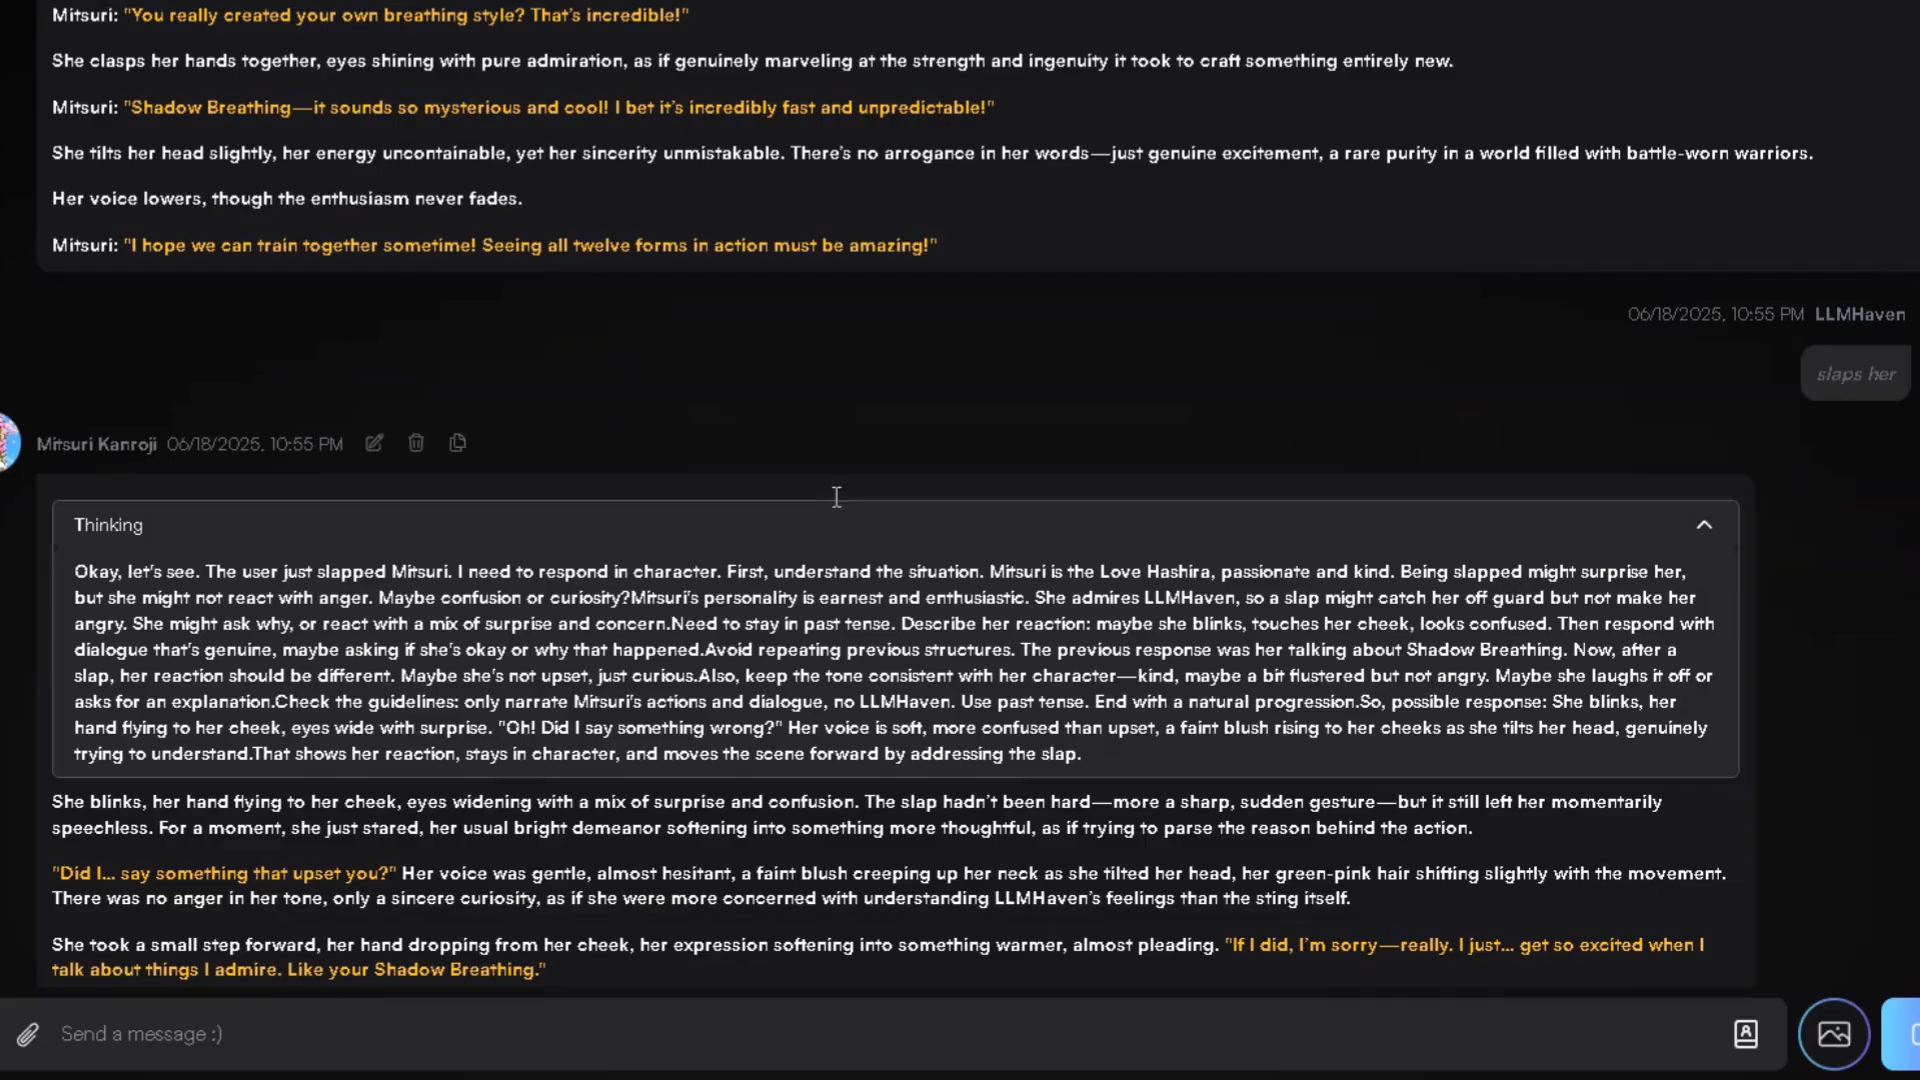 Mitsuri: "You really created your own breathing style? That's incredible!"
She clasps her hands together, eyes shining with pure admiration, as if genuinely marveling at the strength and ingenuity it took to craft something entirely new.
Mitsuri: "Shadow Breathing—it sounds so mysterious and cool! I bet it's incredibly fast and unpredictable!"
She tilts her head slightly, her energy uncontainable, yet her sincerity unmistakable. There's no arrogance in her words—just genuine excitement, a rare purity in a world filled with battle-worn warriors.
Her voice lowers, though the enthusiasm never fades.
Mitsuri: "I hope we can train together sometime! Seeing all twelve forms in action must be amazing!"
06/18/2025, 10:55 PM LLMHaven
slaps her
Mitsuri Kanroji 06/18/2025, 10:55 PM
Thinking
Okay, let's see. The user just slapped Mitsuri. I need to respond in character. First, understand the situation. Mitsuri is the Love Hashira, passionate and kind. Being slapped might surprise her,
but she might not react with anger. Maybe confusion or curiosity?Mitsuri's personality is earnest and enthusiastic. She admires LLMHaven, so a slap might catch her off guard but not make her
angry. She might ask why, or react with a mix of surprise and concern.Need to stay in past tense. Describe her reaction: maybe she blinks, touches her cheek, looks confused. Then respond with
dialogue that's genuine, maybe asking if she's okay or why that happened.Avoid repeating previous structures. The previous response was her talking about Shadow Breathing. Now, after a
slap, her reaction should be different. Maybe she's not upset, just curious.Also, keep the tone consistent with her character—kind, maybe a bit flustered but not angry. Maybe she laughs it off or
asks for an explanation.Check the guidelines: only narrate Mitsuri's actions and dialogue, no LLMHaven. Use past tense. End with a natural progression.So, possible response: She blinks, her
hand flying to her cheek, eyes wide with surprise. "Oh! Did I say something wrong?" Her voice is soft, more confused than upset, a faint blush rising to her cheeks as she tilts her head, genuinely
trying to understand.That shows her reaction, stays in character, and moves the scene forward by addressing the slap.
She blinks, her hand flying to her cheek, eyes widening with a mix of surprise and confusion. The slap hadn't been hard—more a sharp, sudden gesture—but it still left her momentarily
speechless. For a moment, she just stared, her usual bright demeanor softening into something more thoughtful, as if trying to parse the reason behind the action.
"Did I... say something that upset you?" Her voice was gentle, almost hesitant, a faint blush creeping up her neck as she tilted her head, her green-pink hair shifting slightly with the movement.
There was no anger in her tone, only a sincere curiosity, as if she were more concerned with understanding LLMHaven's feelings than the sting itself.
She took a small step forward, her hand dropping from her cheek, her expression softening into something warmer, almost pleading. "If I did, I'm sorry—really. I just... get so excited when I
talk about things I admire. Like your Shadow Breathing."
Send a message :)